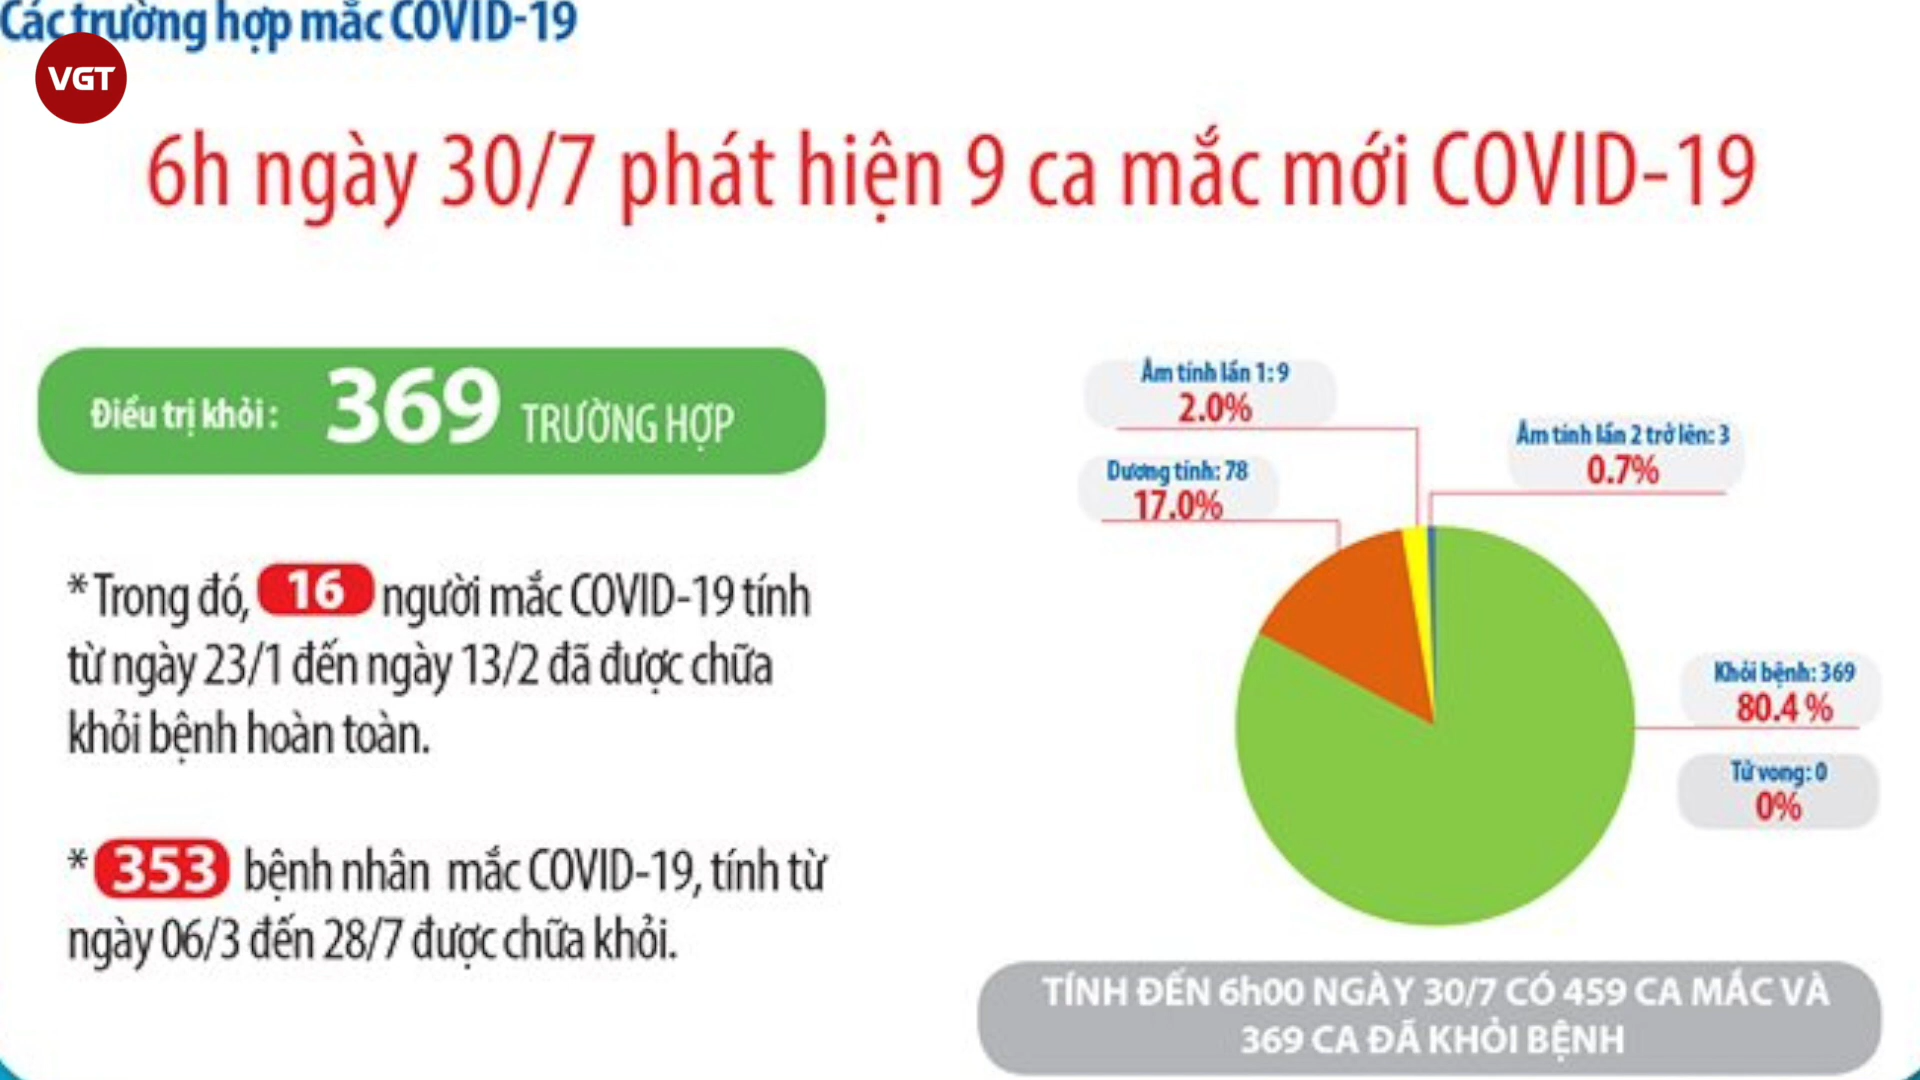 Các trường hợp mắc COVID-19
VGT
6h ngày 30/7 phát hiện 9 ca mắc mới COVID-19
Điều trị khỏi : 369 TRƯỜNG HỢP
* Trong đó, 16 người mắc COVID-19 tính
từ ngày 23/1 đến ngày 13/2 đã được chữa
khỏi bệnh hoàn toàn.
* 353 bệnh nhân mắc COVID-19, tính từ
ngày 06/3 đến 28/7 được chữa khỏi.
Âm tính lần 1: 9
2.0%
Âm tính lần 2 trở lên: 3
0.7%
Dương tính: 78
17.0%
Khỏi bệnh: 369
80.4 %
Tử vong: 0
0%
TÍNH ĐẾN 6h00 NGÀY 30/7 CÓ 459 CA MẮC VÀ
369 CA ĐÃ KHỎI BỆNH